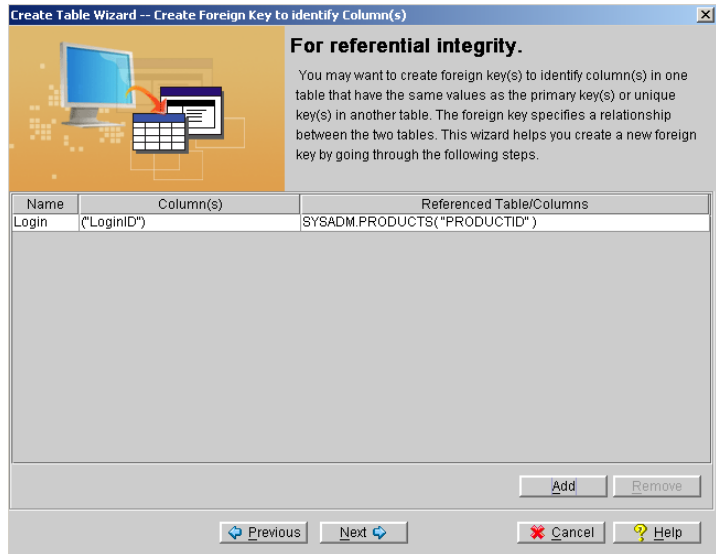 Create Table Wizard -- Create Foreign Key to identify Column(s)
For referential integrity.
You may want to create foreign key(s) to identify column(s) in one
table that have the same values as the primary key(s) or unique
key(s) in another table. The foreign key specifies a relationship
between the two tables. This wizard helps you create a new foreign
key by going through the following steps.
Name Column(s) Referenced Table/Columns
Login ("LoginID") SYSADM.PRODUCTS( "PRODUCTID" )
Add Remove
Previous Next Cancel Help